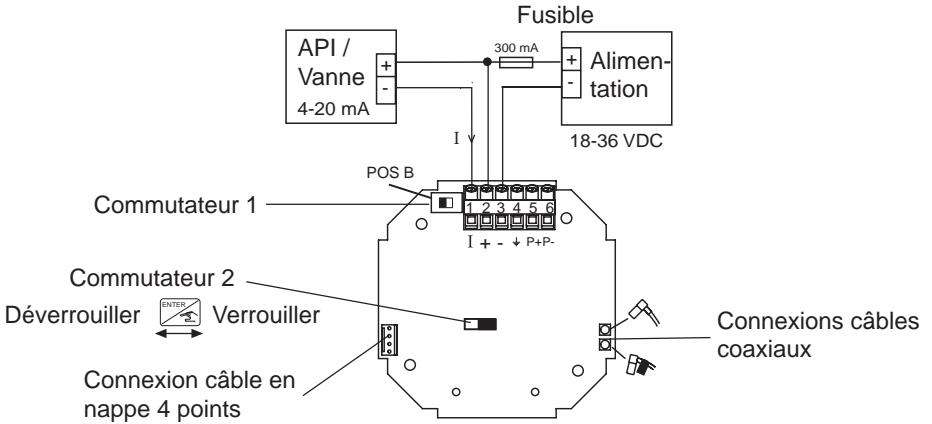 Fusible
API /
Vanne
4-20 mA
+
-
300 mA
+
-
Alimen-
tation
18-36 VDC
I
POS B
Commutateur 1
1 2 3 4 5 6
I + - P+ P-
Commutateur 2
Déverrouiller ENTER Verrouiller
Connexions câbles
coaxiaux
Connexion câble en
nappe 4 points